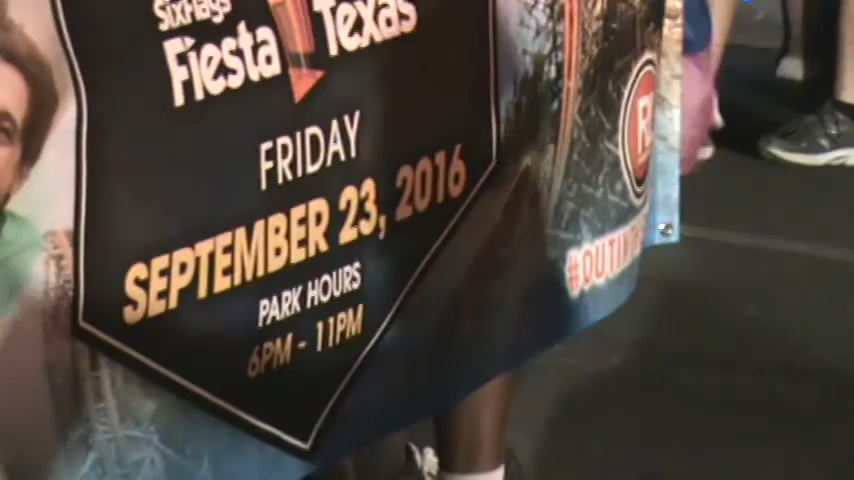 SixFlags
Fiesta Texas
FRIDAY
SEPTEMBER 23, 2016
PARK HOURS
6PM - 11PM